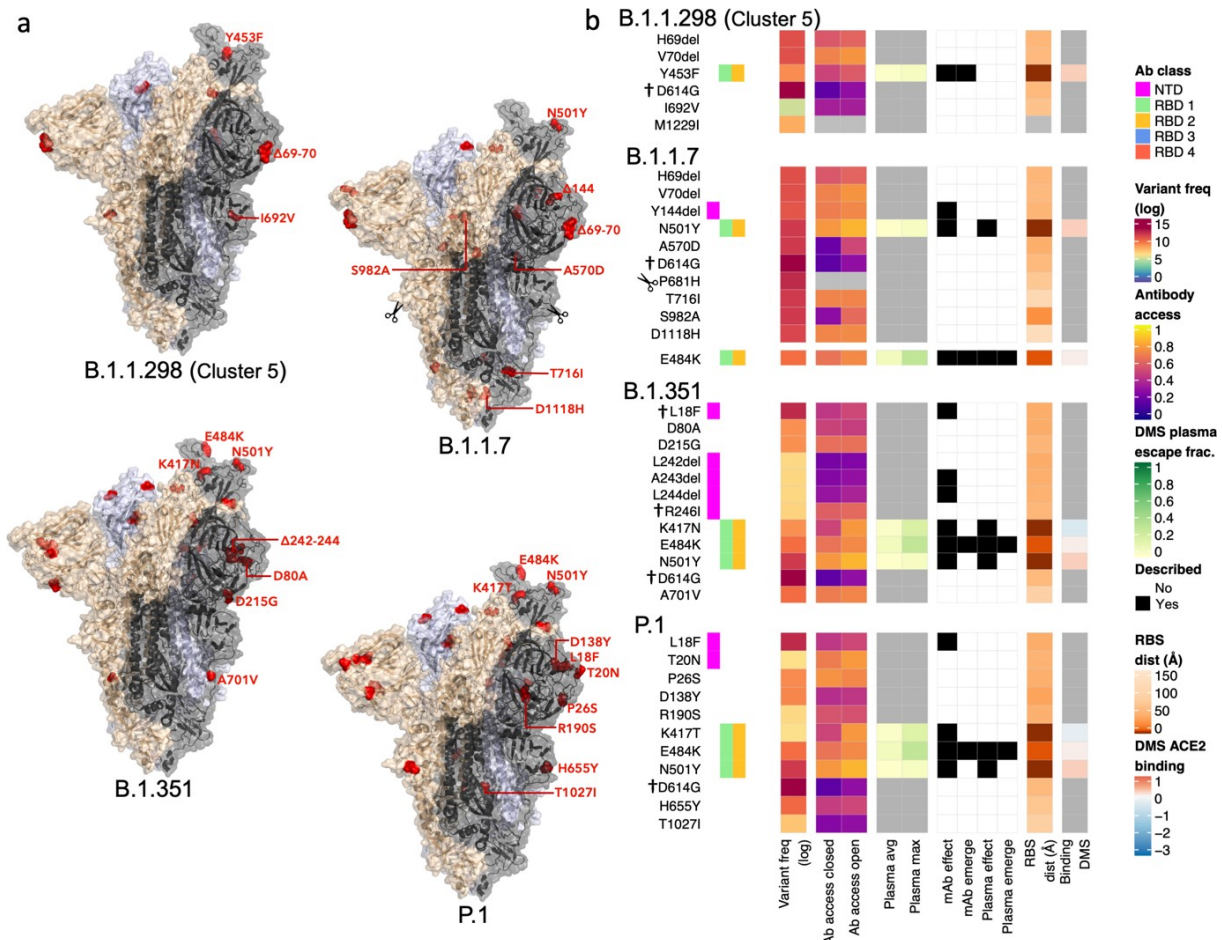 a
Y453F
Δ69-70
I692V
B.1.1.298 (Cluster 5)
N501Y
Δ144
Δ69-70
S982A
A570D
T716I
D1118H
B.1.1.7
E484K
N501Y
K417N
Δ242-244
D80A
D215G
A701V
B.1.351
E484K
N501Y
K417T
D138Y
L18F
T20N
P26S
R190S
H655Y
T1027I
P.1
b
B.1.1.298 (Cluster 5)
H69del
V70del
Y453F
†D614G
I692V
M1229I
B.1.1.7
H69del
V70del
Y144del
N501Y
A570D
†D614G
P681H
T716I
S982A
D1118H
E484K
B.1.351
†L18F
D80A
D215G
L242del
A243del
L244del
†R246I
K417N
E484K
N501Y
†D614G
A701V
P.1
L18F
T20N
P26S
D138Y
R190S
K417T
E484K
N501Y
†D614G
H655Y
T1027I
Variant freq
(log)
Ab access closed
Ab access open
Plasma avg
Plasma max
mAb effect
mAb emerge
Plasma effect
Plasma emerge
RBS
dist (Å)
Binding
DMS
Ab class
NTD
RBD 1
RBD 2
RBD 3
RBD 4
Variant freq
(log)
15
10
5
0
Antibody
access
1
0.8
0.6
0.4
0.2
0
DMS plasma
escape frac.
1
0.8
0.6
0.4
0.2
0
Described
No
Yes
RBS
dist (Å)
150
100
50
0
DMS ACE2
binding
1
0
-1
-2
-3